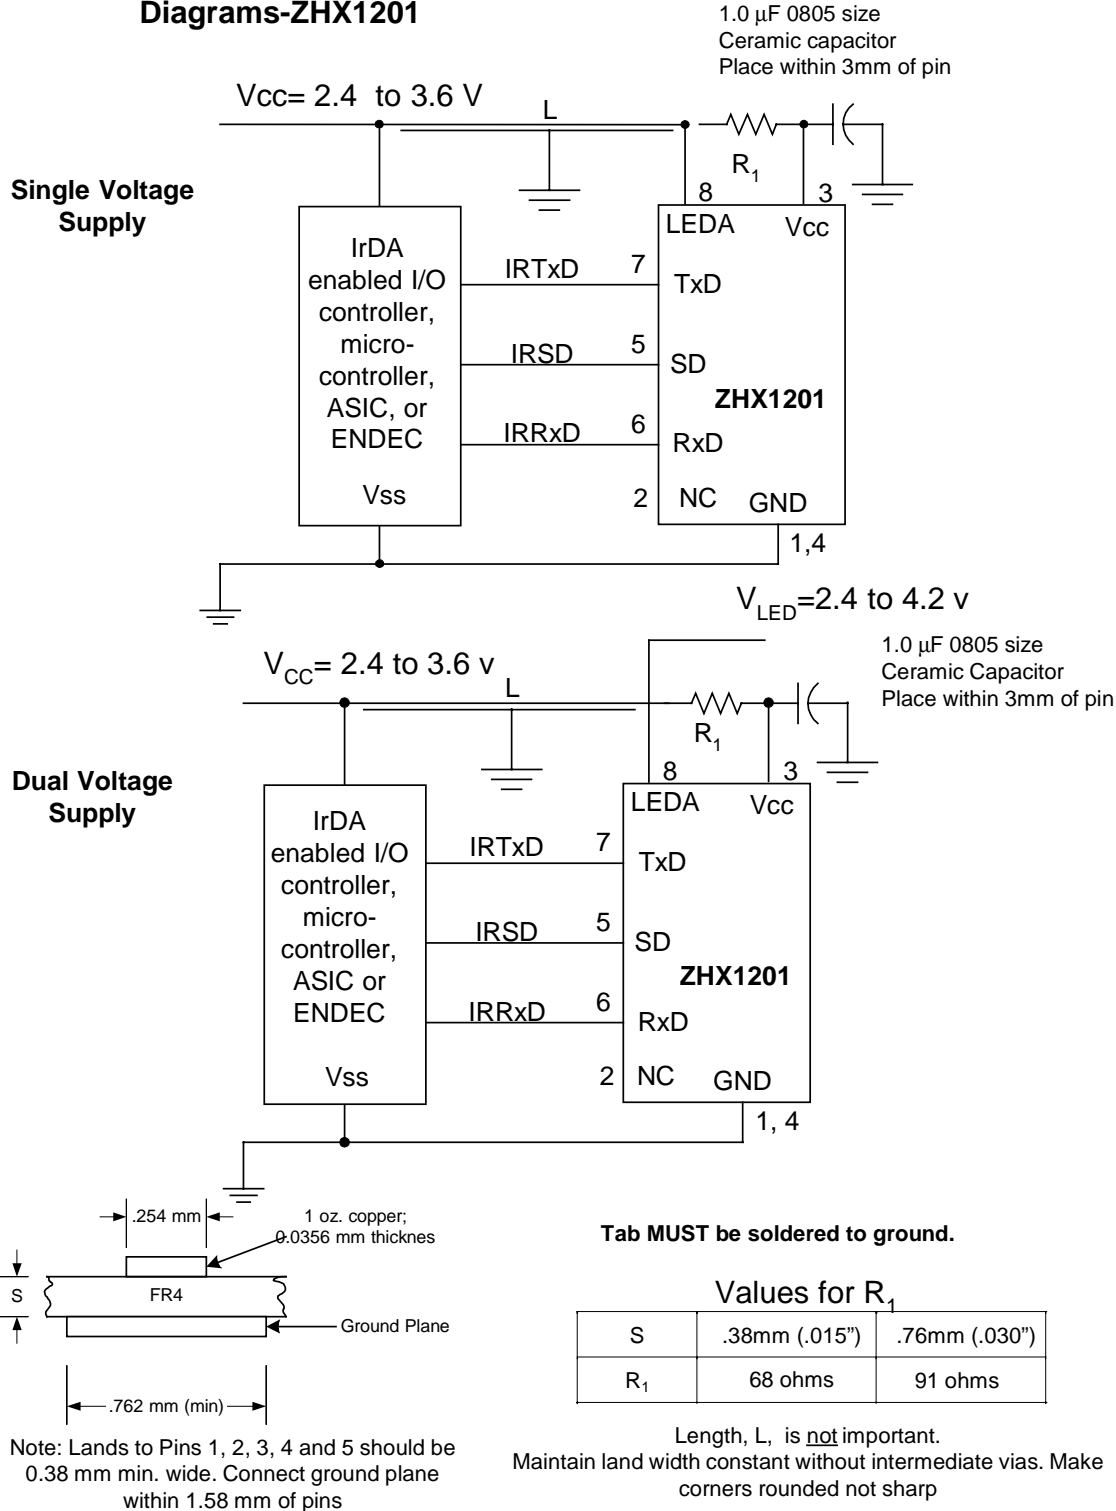 Diagrams-ZHX1201
1.0 μF 0805 size
Ceramic capacitor
Place within 3mm of pin
Vcc= 2.4 to 3.6 V
L
R1
Single Voltage
Supply
8
3
LEDA
Vcc
IrDA
enabled I/O
controller,
micro-
controller,
ASIC, or
ENDEC
Vss
IRTxD
7
TxD
IRSD
5
SD
ZHX1201
IRRxD
6
RxD
2
NC
GND
1,4
VLED=2.4 to 4.2 v
1.0 μF 0805 size
Ceramic Capacitor
Place within 3mm of pin
VCC= 2.4 to 3.6 v
L
R1
Dual Voltage
Supply
8
3
LEDA
Vcc
IrDA
enabled I/O
controller,
micro-
controller,
ASIC or
ENDEC
Vss
IRTxD
7
TxD
IRSD
5
SD
ZHX1201
IRRxD
6
RxD
2
NC
GND
1, 4
.254 mm
1 oz. copper;
0.0356 mm thicknes
S
FR4
Ground Plane
.762 mm (min)
Note: Lands to Pins 1, 2, 3, 4 and 5 should be
0.38 mm min. wide. Connect ground plane
within 1.58 mm of pins
Tab MUST be soldered to ground.
Values for R1
S .38mm (.015”) .76mm (.030”)
R1 68 ohms 91 ohms
Length, L, is not important.
Maintain land width constant without intermediate vias. Make
corners rounded not sharp